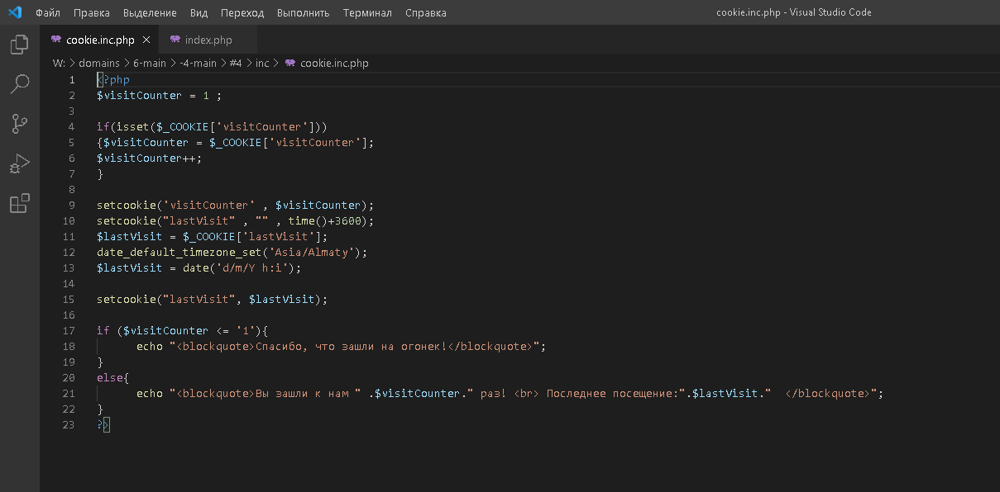 Файл Правка Выделение Вид Переход Выполнить Терминал Справка cookie.inc.php - Visual Studio Code
cookie.inc.php index.php
W: > domains > 6-main > -4-main > #4 > inc > cookie.inc.php
1 <?php
2 $visitCounter = 1 ;
3
4 if(isset($_COOKIE['visitCounter']))
5 {$visitCounter = $_COOKIE['visitCounter'];
6 $visitCounter++;
7 }
8
9 setcookie('visitCounter' , $visitCounter);
10 setcookie("lastVisit" , "" , time()+3600);
11 $lastVisit = $_COOKIE['lastVisit'];
12 date_default_timezone_set('Asia/Almaty');
13 $lastVisit = date('d/m/Y h:i');
14
15 setcookie("lastVisit", $lastVisit);
16
17 if ($visitCounter <= '1'){
18 echo "<blockquote>Спасибо, что зашли на огонек!</blockquote>";
19 }
20 else{
21 echo "<blockquote>Вы зашли к нам " .$visitCounter." раз! <br> Последнее посещение:".$lastVisit."  </blockquote>";
22 }
23 ?>